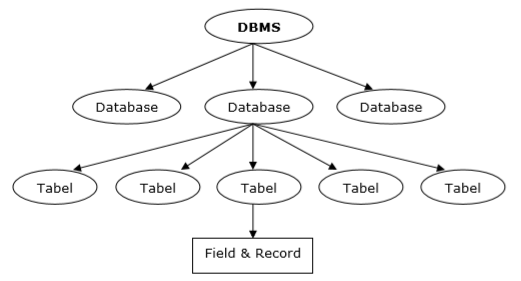 DBMS
Database
Database
Database
Tabel
Tabel
Tabel
Tabel
Tabel
Field & Record